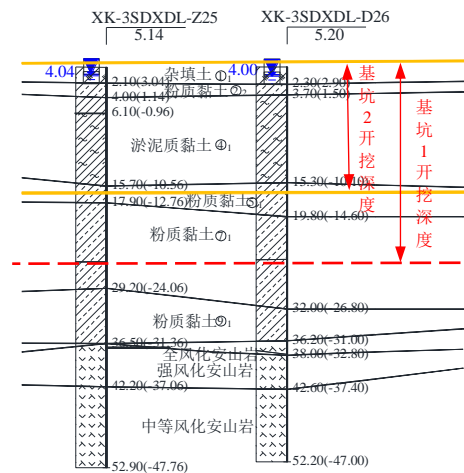 XK-3SDXDL-Z25 XK-3SDXDL-D26
5.14 5.20
4.04 4.00
杂填土①₁
2.10(3.04) 2.30(2.90)
粉质黏土②₂
4.00(1.14) 3.70(1.50)
6.10(-0.96)
淤泥质黏土④₁
15.70(-10.56) 15.30(-10.10)
粉质黏土
17.90(-12.76) 19.80(-14.60)
粉质黏土⑦₁
29.20(-24.06) 32.00(-26.80)
粉质黏土⑨₁
36.50(-31.36) 36.20(-31.00)
全风化安山岩 38.00(-32.80)
强风化安山岩
42.20(-37.06) 42.60(-37.40)
中等风化安山岩
52.90(-47.76) 52.20(-47.00)
基坑2开挖深度
基坑1开挖深度